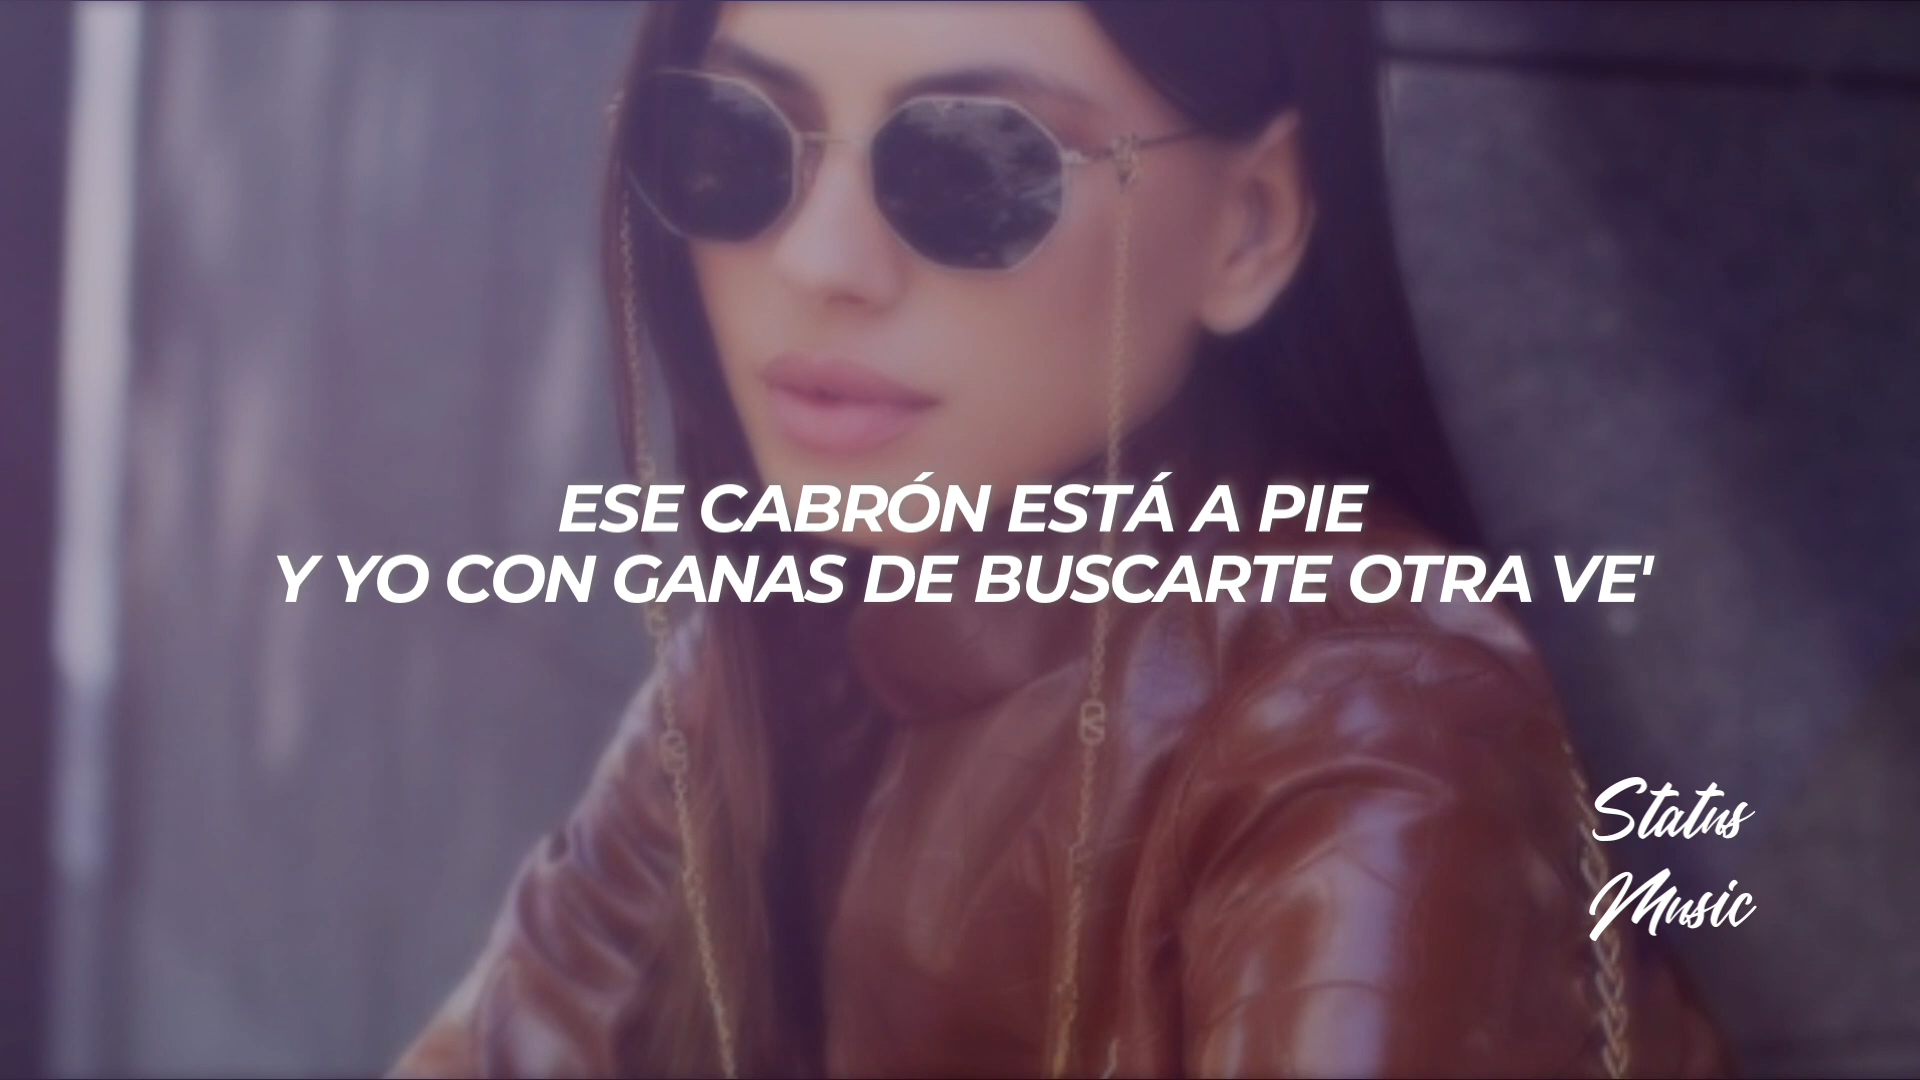 ESE CABRÓN ESTÁ A PIE
Y YO CON GANAS DE BUSCARTE OTRA VE'
Status
Music